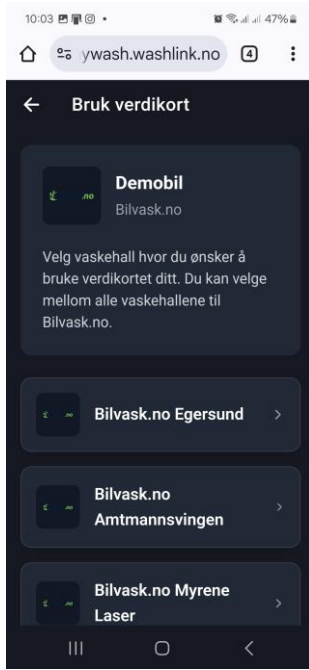 10:03
47%
ywash.washlink.no
4
Bruk verdikort
.no
Demobil
Bilvask.no
Velg vaskehall hvor du ønsker å
bruke verdikortet ditt. Du kan velge
mellom alle vaskehallene til
Bilvask.no.
Bilvask.no Egersund
Bilvask.no
Amtmannsvingen
Bilvask.no Myrene
Laser